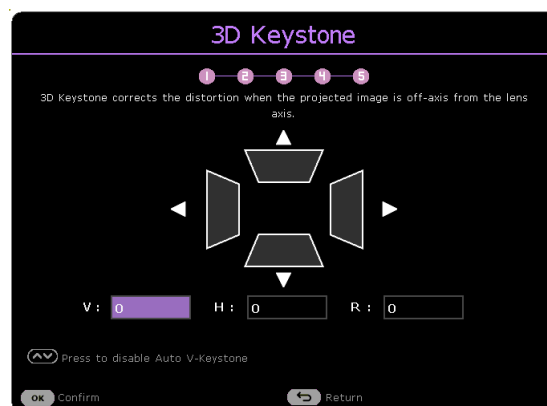 3D Keystone
1 2 3 4 5
3D Keystone corrects the distortion when the projected image is off-axis from the lens
axis.
V : 0 H : 0 R : 0
Press to disable Auto V-Keystone
OK Confirm Return